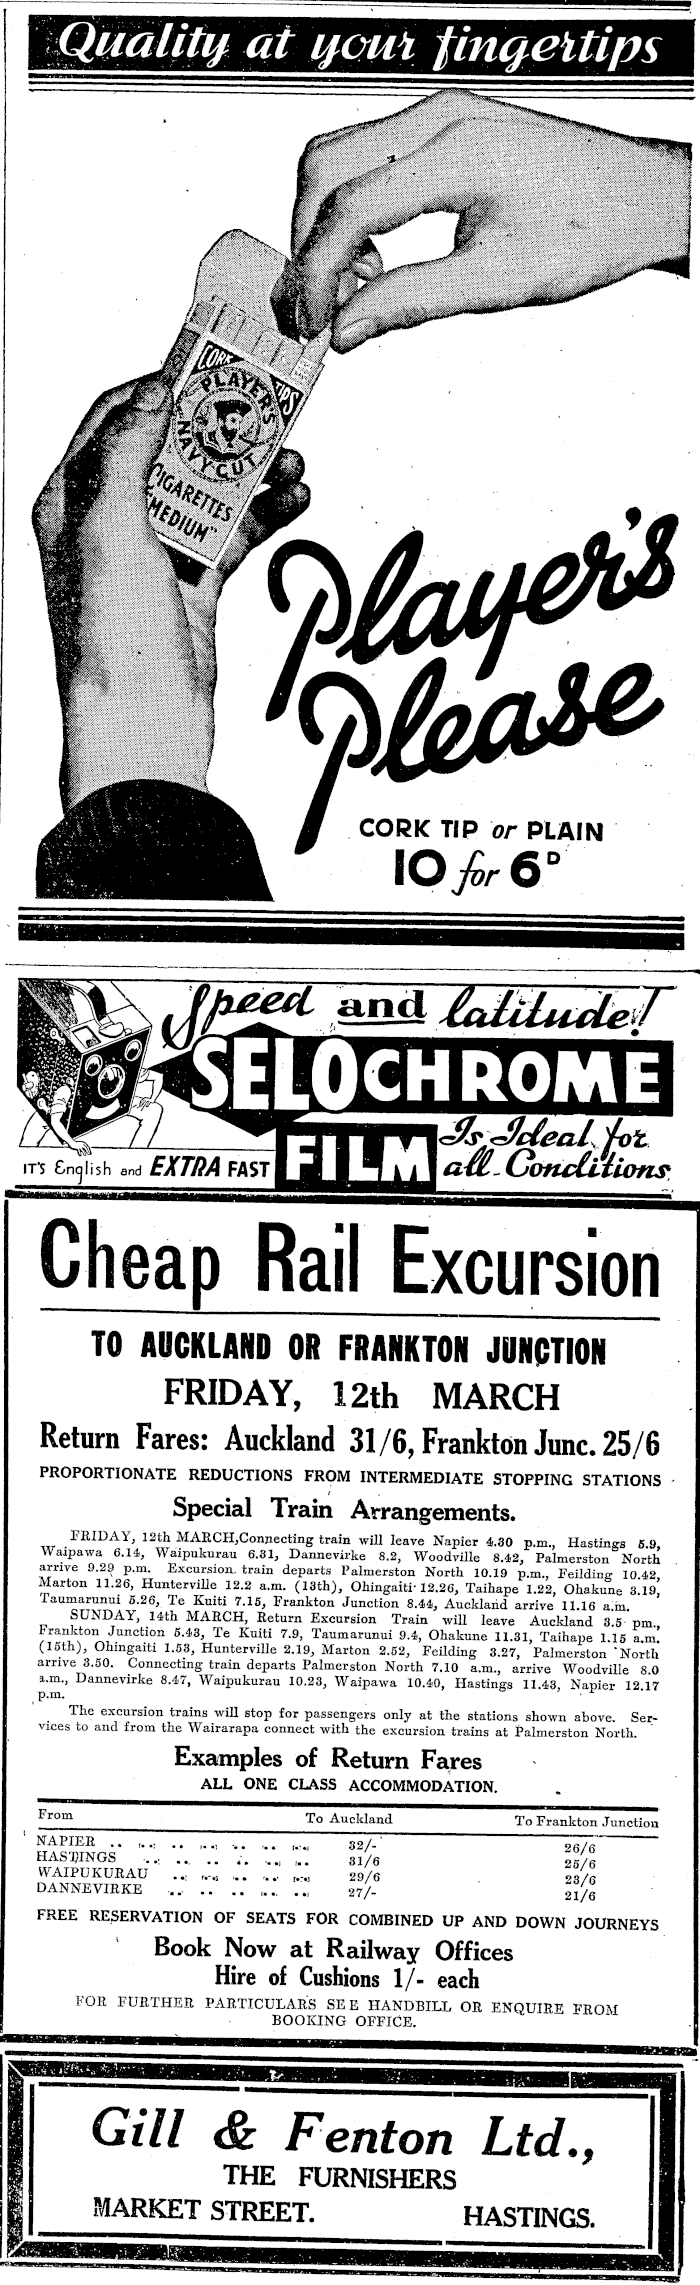 Quality at your fingertips
CORK TIPS
PLAYER'S
NAVY CUT
CIGARETTES
"MEDIUM"
Player's
Please
CORK TIP or PLAIN
10 for 6D
Speed and latitude!
SELOCHROME
FILM
Is Ideal for
all Conditions
IT'S English and EXTRA FAST
Cheap Rail Excursion
TO AUCKLAND OR FRANKTON JUNCTION
FRIDAY, 12th MARCH
Return Fares: Auckland 31/6, Frankton Junc. 25/6
PROPORTIONATE REDUCTIONS FROM INTERMEDIATE STOPPING STATIONS
Special Train Arrangements.
FRIDAY, 12th MARCH,Connecting train will leave Napier 4.30 p.m., Hastings 5.9,
Waipawa 6.14, Waipukurau 6.31, Dannevirke 8.2, Woodville 8.42, Palmerston North
arrive 9.29 p.m. Excursion train departs Palmerston North 10.19 p.m., Feilding 10.42,
Marton 11.26, Hunterville 12.2 a.m. (13th), Ohingaiti 12.26, Taihape 1.22, Ohakune 3.19,
Taumarunui 5.26, Te Kuiti 7.15, Frankton Junction 8.44, Auckland arrive 11.16 a.m.
SUNDAY, 14th MARCH, Return Excursion Train will leave Auckland 3.5 pm.,
Frankton Junction 5.43, Te Kuiti 7.9, Taumarunui 9.4, Ohakune 11.31, Taihape 1.15 a.m.
(15th), Ohingaiti 1.53, Hunterville 2.19, Marton 2.52, Feilding 3.27, Palmerston North
arrive 3.50. Connecting train departs Palmerston North 7.10 a.m., arrive Woodville 8.0
a.m., Dannevirke 8.47, Waipukurau 10.23, Waipawa 10.40, Hastings 11.43, Napier 12.17
p.m.
The excursion trains will stop for passengers only at the stations shown above. Ser-
vices to and from the Wairarapa connect with the excursion trains at Palmerston North.
Examples of Return Fares
ALL ONE CLASS ACCOMMODATION.
From To Auckland To Frankton Junction
NAPIER 32/- 26/6
HASTINGS 31/6 25/6
WAIPUKURAU 29/6 23/6
DANNEVIRKE 27/- 21/6
FREE RESERVATION OF SEATS FOR COMBINED UP AND DOWN JOURNEYS
Book Now at Railway Offices
Hire of Cushions 1/- each
FOR FURTHER PARTICULARS SEE HANDBILL OR ENQUIRE FROM
BOOKING OFFICE.
Gill & Fenton Ltd.,
THE FURNISHERS
MARKET STREET. HASTINGS.